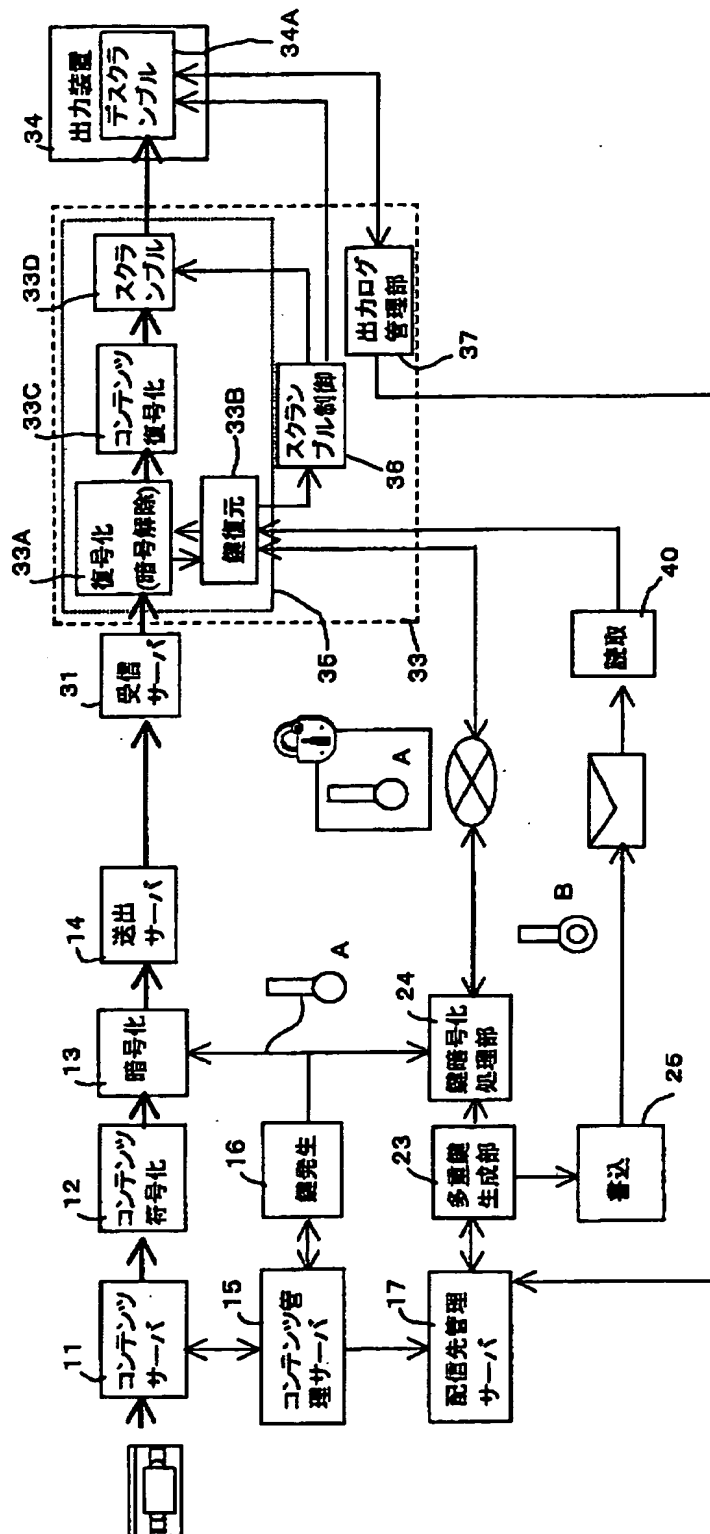 11
コンテンツ
サーバ
12
コンテンツ
符号化
13
暗号化
14
送出
サーバ
31
受信
サーバ
33A
復号化
(暗号解除)
33C
コンテンツ
復号化
33D
スクラ
ンブル
34
出力装置
デスクラ
ンブル
34A
33B
鍵復元
スクラン
ブル制御
36
出力ログ
管理部
37
35
33
15
コンテンツ管
理サーバ
16
鍵発生
A
A
17
配信先管理
サーバ
23
多重鍵
生成部
24
鍵暗号化
処理部
B
25
書込
読取
40